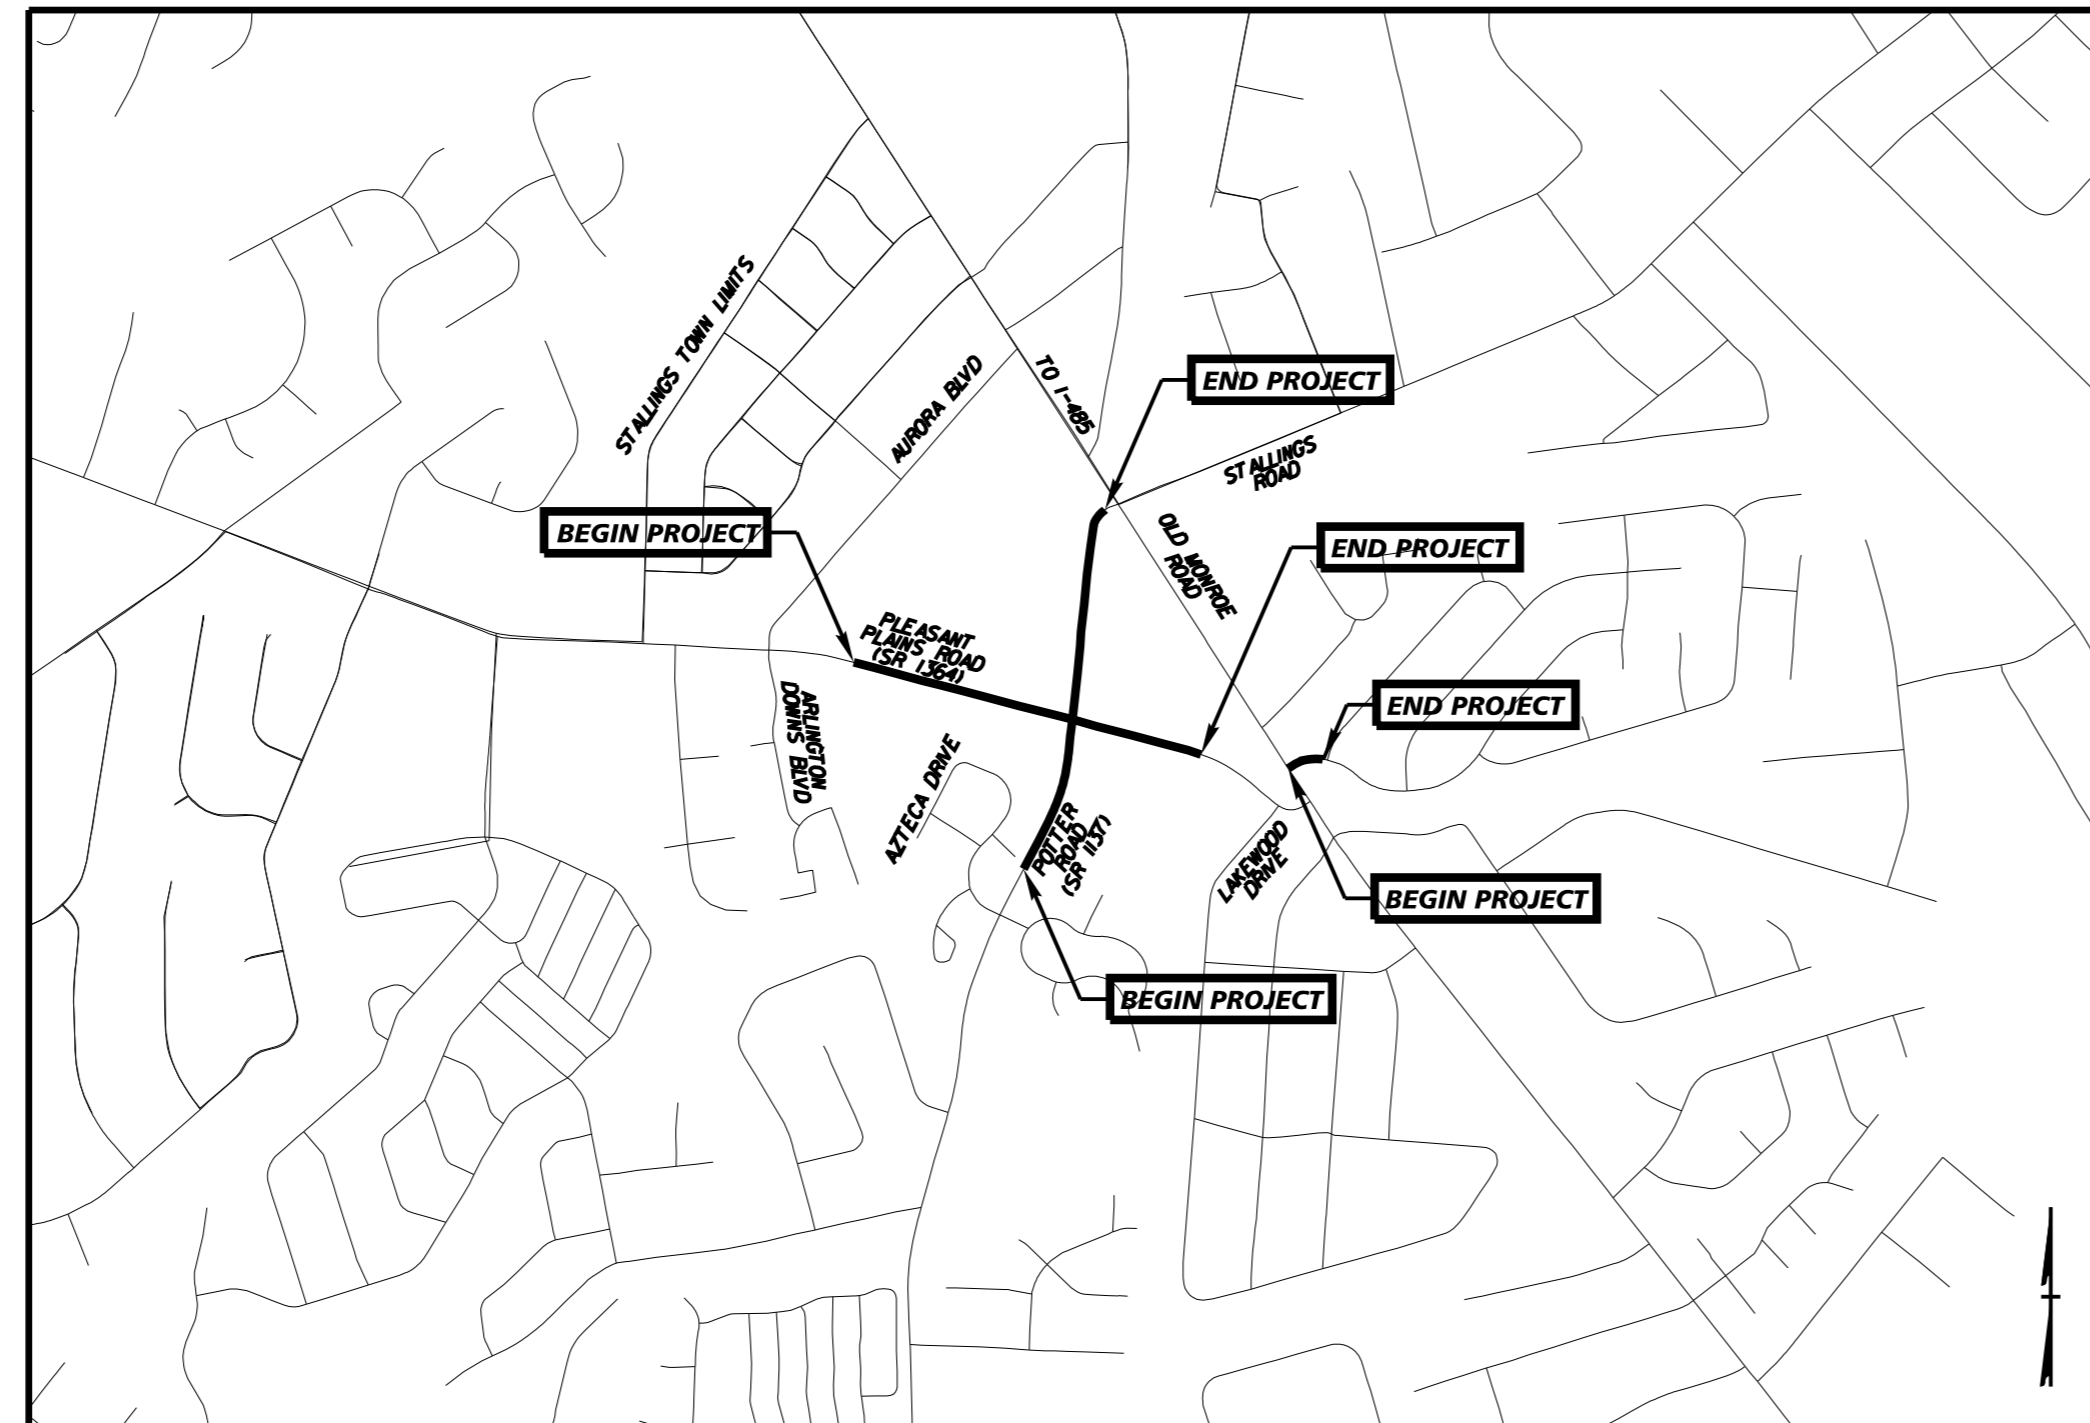 STALLINGS TOWN LIMITS
AURORA BLVD
TO I-485
END PROJECT
STALLINGS
ROAD
BEGIN PROJECT
OLD MONROE
ROAD
END PROJECT
PLEASANT
PLAINS ROAD
(SR 1364)
ARLINGTON
DOWNS BLVD
END PROJECT
AZTECA DRIVE
POTTER
ROAD
(SR 1137)
LAKEWOOD
DRIVE
BEGIN PROJECT
BEGIN PROJECT